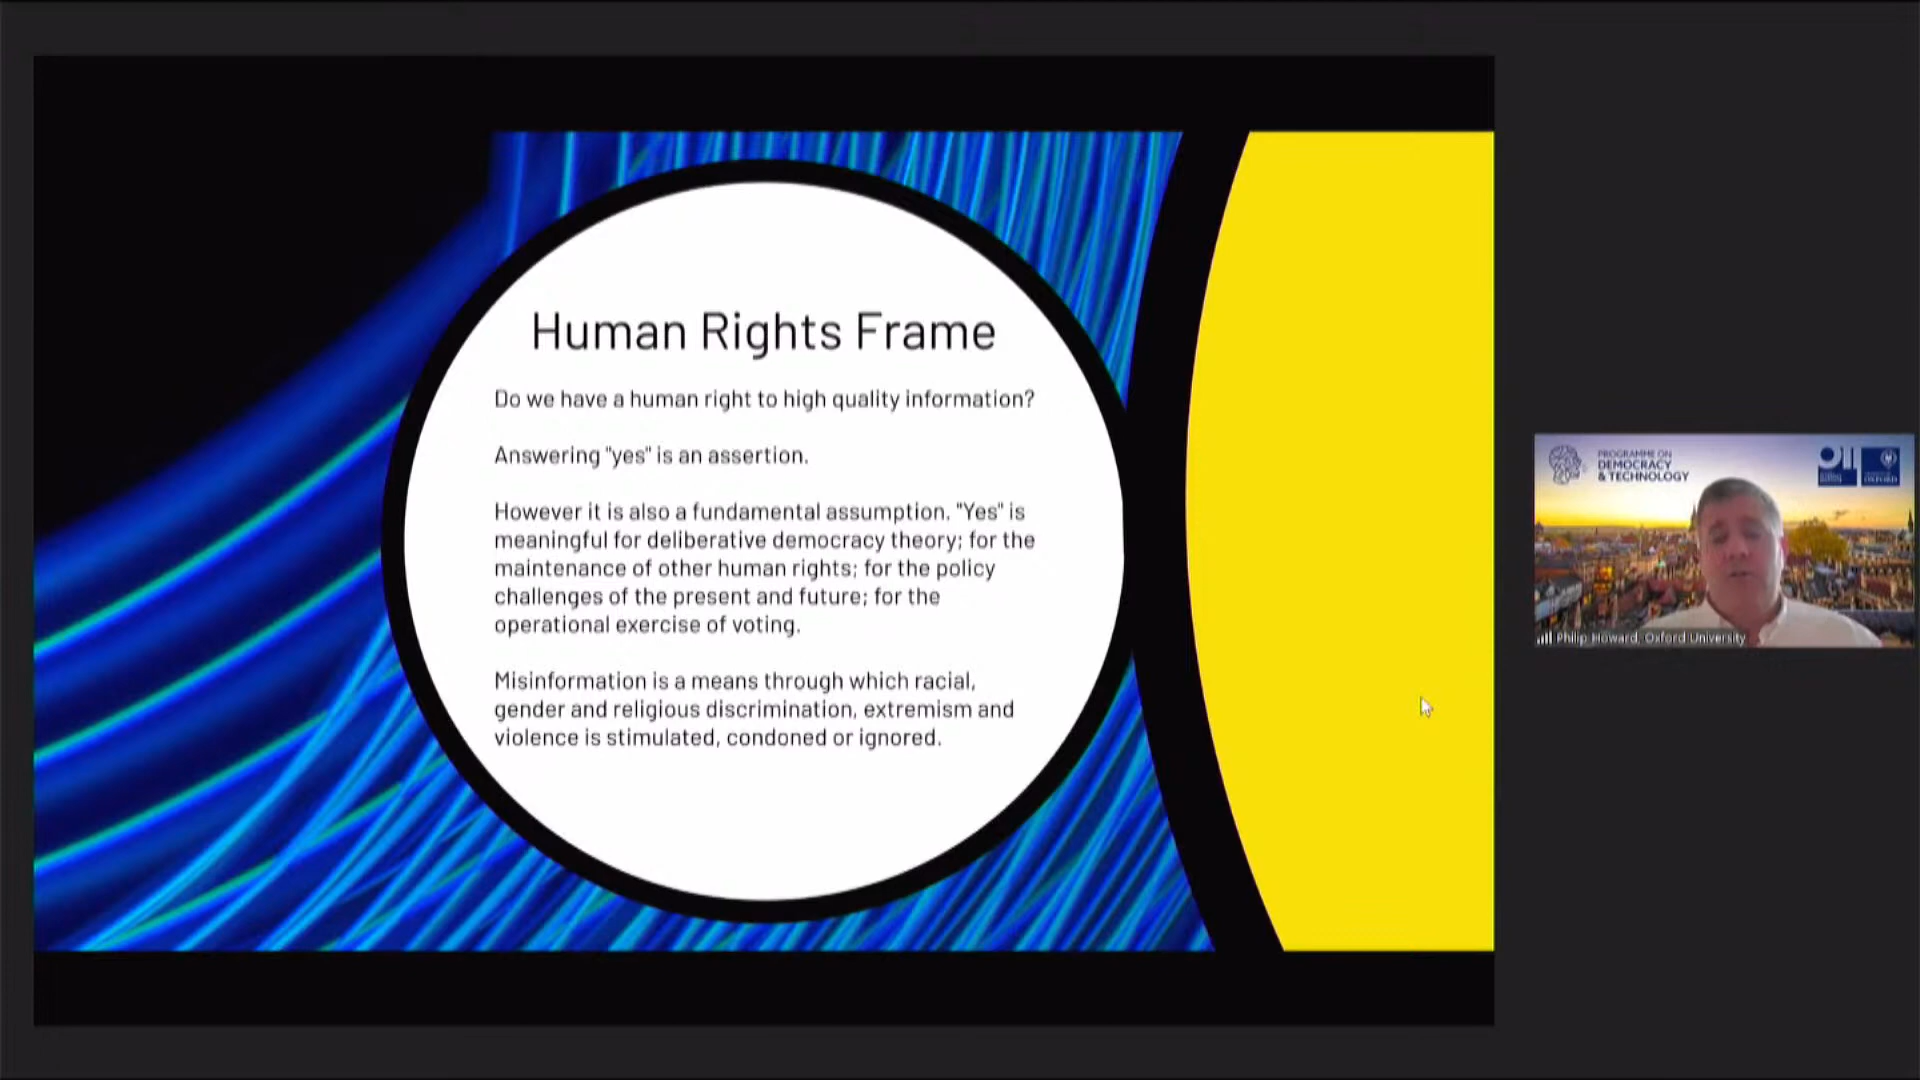 Human Rights Frame
Do we have a human right to high quality information?
Answering "yes" is an assertion.
However it is also a fundamental assumption. "Yes" is
meaningful for deliberative democracy theory; for the
maintenance of other human rights; for the policy
challenges of the present and future; for the
operational exercise of voting.
Misinformation is a means through which racial,
gender and religious discrimination, extremism and
violence is stimulated, condoned or ignored.
PROGRAMME ON
DEMOCRACY
& TECHNOLOGY
OII
OXFORD
Philip Howard, Oxford University